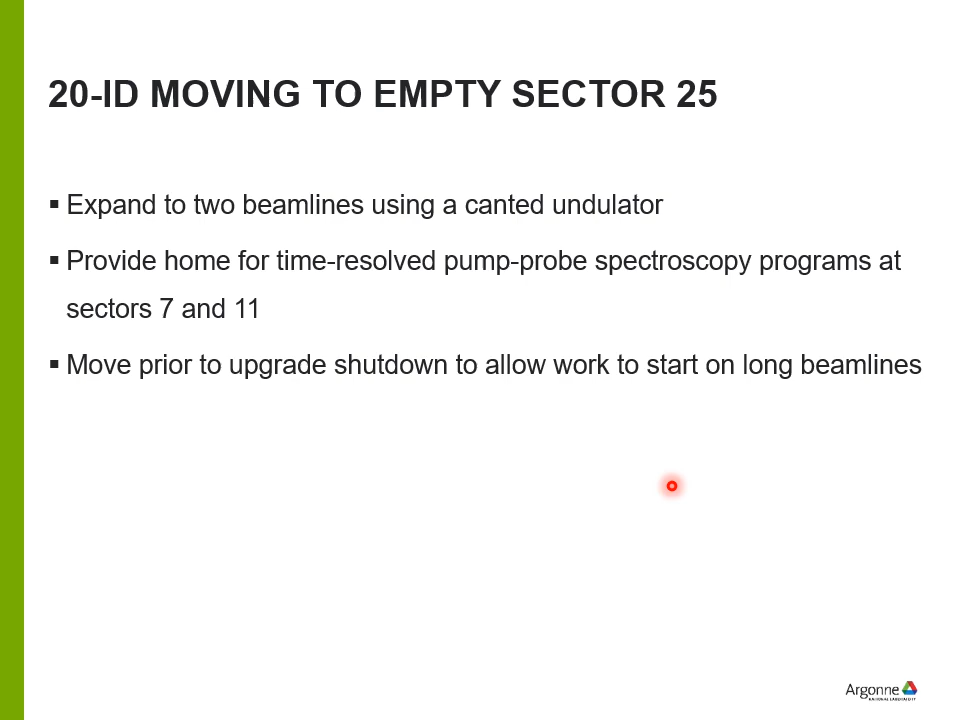 20-ID MOVING TO EMPTY SECTOR 25
▪ Expand to two beamlines using a canted undulator
▪ Provide home for time-resolved pump-probe spectroscopy programs at
sectors 7 and 11
▪ Move prior to upgrade shutdown to allow work to start on long beamlines
Argonne
NATIONAL LABORATORY